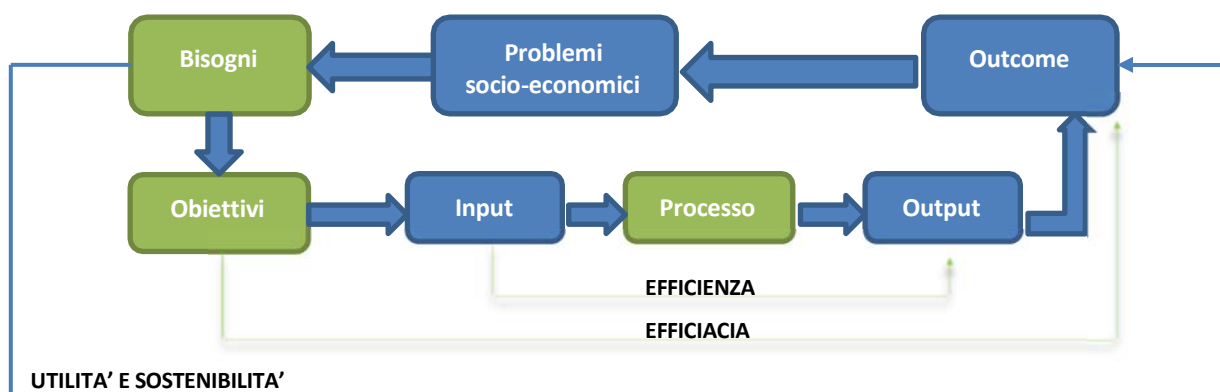 Bisogni
Problemi
socio-economici
Outcome
Obiettivi
Input
Processo
Output
EFFICIENZA
EFFICIACIA
UTILITA’ E SOSTENIBILITA’